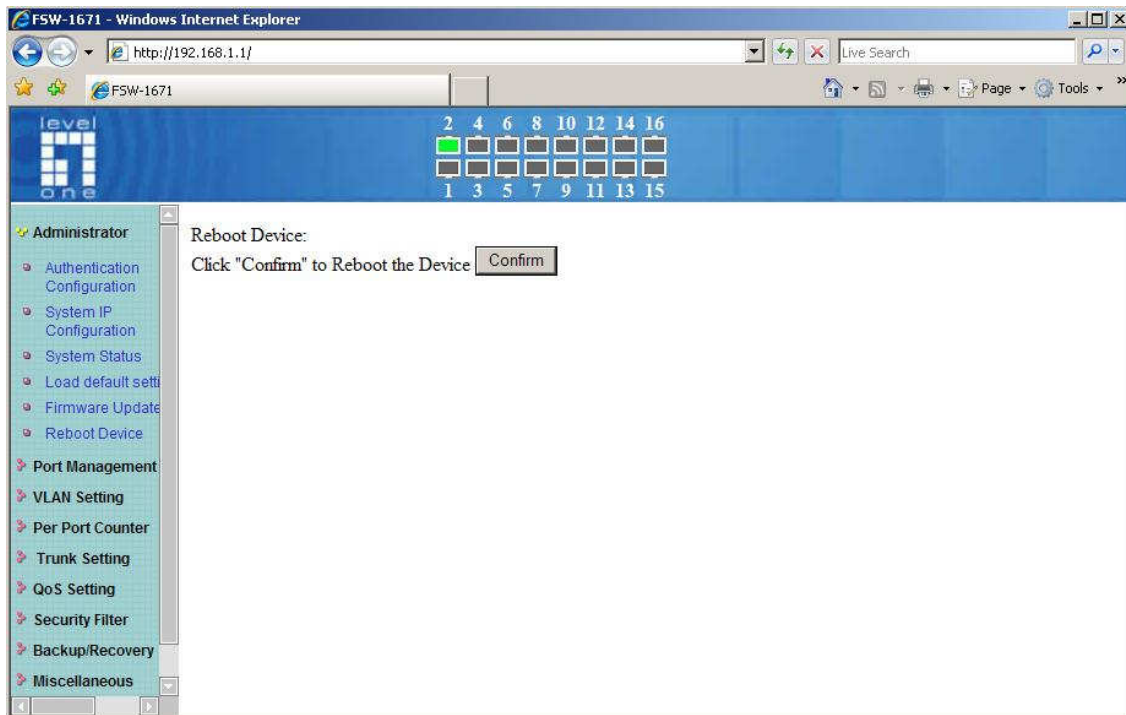 FSW-1671 - Windows Internet Explorer
http://192.168.1.1/
Live Search
FSW-1671
Page
Tools
level
one
2 4 6 8 10 12 14 16
1 3 5 7 9 11 13 15
Administrator
Authentication
Configuration
System IP
Configuration
System Status
Load default setti
Firmware Update
Reboot Device
Port Management
VLAN Setting
Per Port Counter
Trunk Setting
QoS Setting
Security Filter
Backup/Recovery
Miscellaneous
Reboot Device:
Click "Confirm" to Reboot the Device Confirm